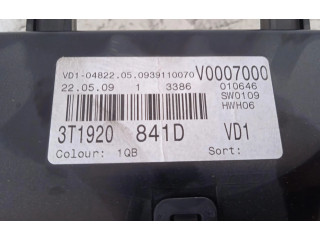 VD1-04822.05.0939110070 V0007000
22.05.09 1 3386 010646
SW0109
HWH06
3T1920 841D VD1
Colour: 1QB Sort: